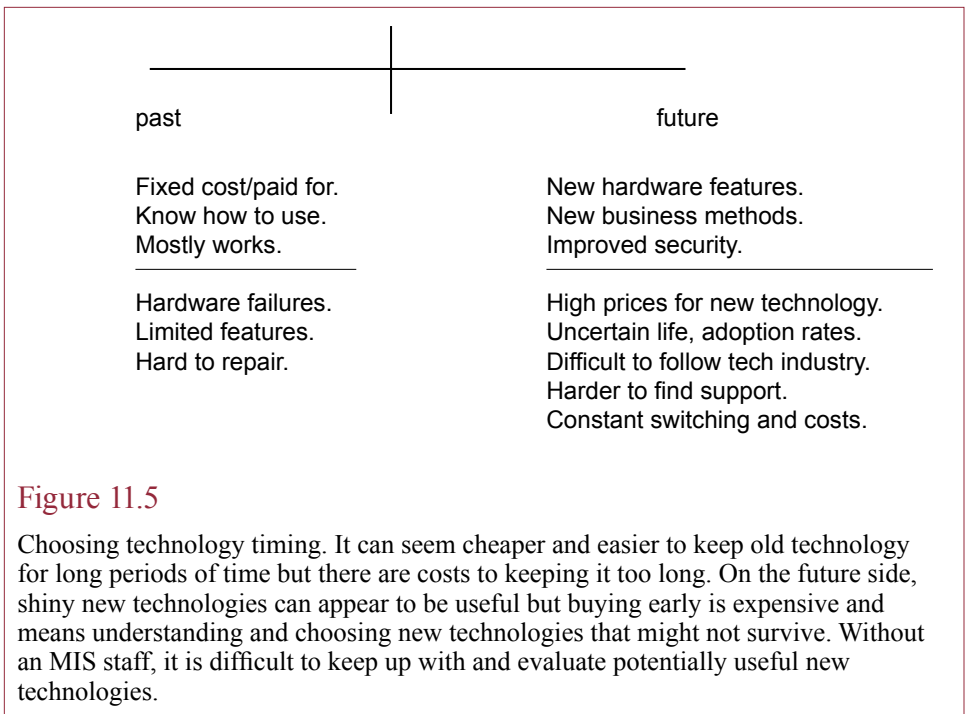 past
future
Fixed cost/paid for.
Know how to use.
Mostly works.
Hardware failures.
Limited features.
Hard to repair.
New hardware features.
New business methods.
Improved security.
High prices for new technology.
Uncertain life, adoption rates.
Difficult to follow tech industry.
Harder to find support.
Constant switching and costs.
Figure 11.5
Choosing technology timing. It can seem cheaper and easier to keep old technology
for long periods of time but there are costs to keeping it too long. On the future side,
shiny new technologies can appear to be useful but buying early is expensive and
means understanding and choosing new technologies that might not survive. Without
an MIS staff, it is difficult to keep up with and evaluate potentially useful new
technologies.